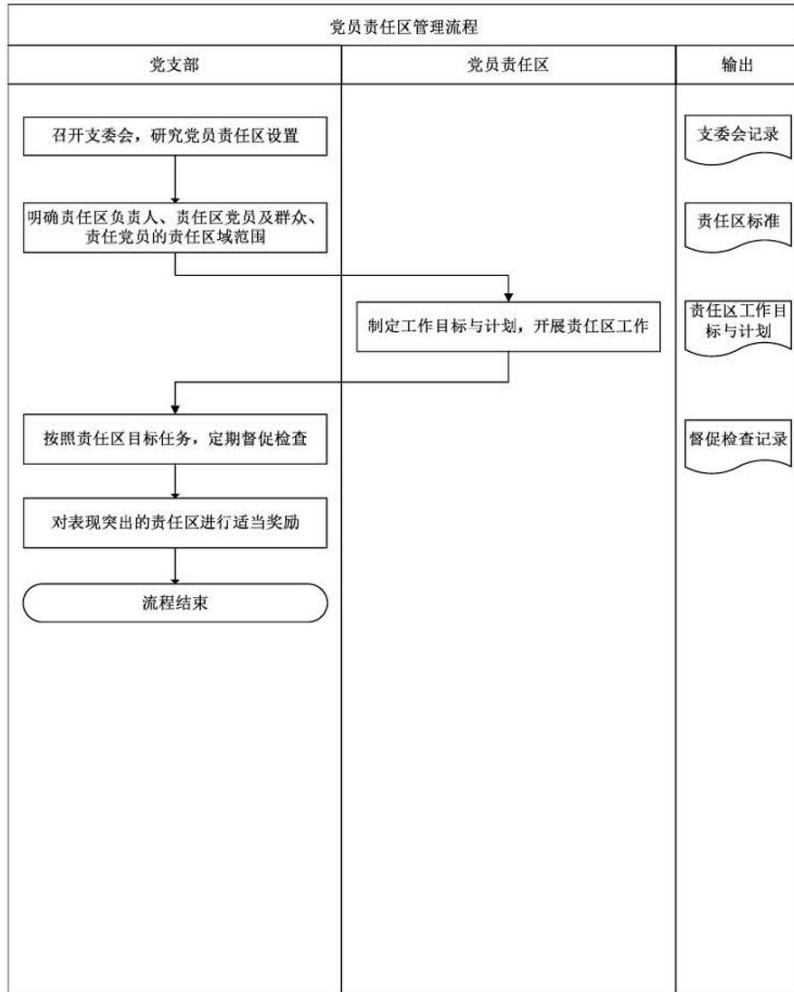 党员责任区管理流程
党支部
党员责任区
输出
召开支委会，研究党员责任区设置
支委会记录
明确责任区负责人、责任区党员及群众、
责任党员的责任区域范围
责任区标准
制定工作目标与计划，开展责任区工作
责任区工作目
标与计划
按照责任区目标任务，定期督促检查
督促检查记录
对表现突出的责任区进行适当奖励
流程结束